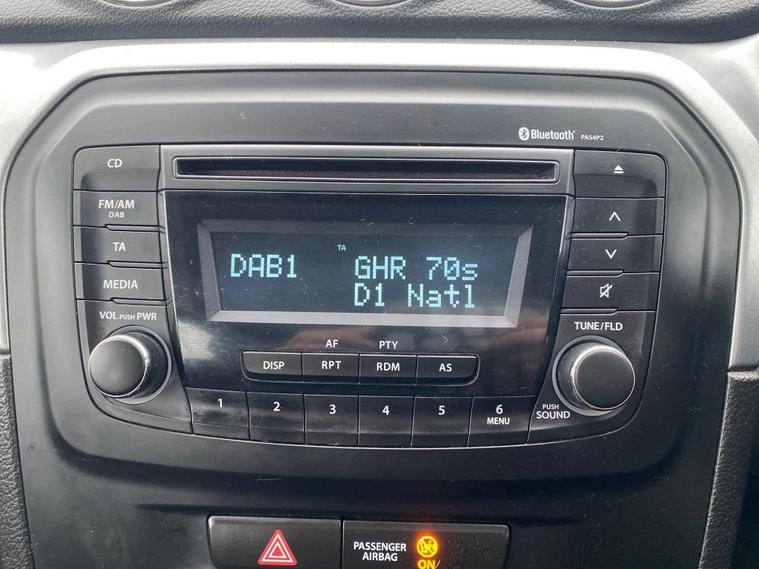 Bluetooth PAS4P2
CD
FM/AM
DAB
TA
MEDIA
VOL PUSH PWR
TA
DAB1 GHR 70s
D1 Natl
AF PTY
DISP RPT RDM AS
1 2 3 4 5 6
MENU
TUNE/FLD
PUSH
SOUND
PASSENGER
AIRBAG
ON/